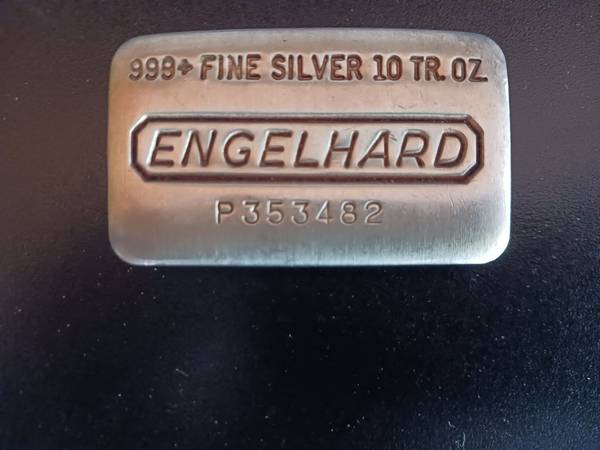 999+ FINE SILVER 10 TR. OZ.
ENGELHARD
P353482